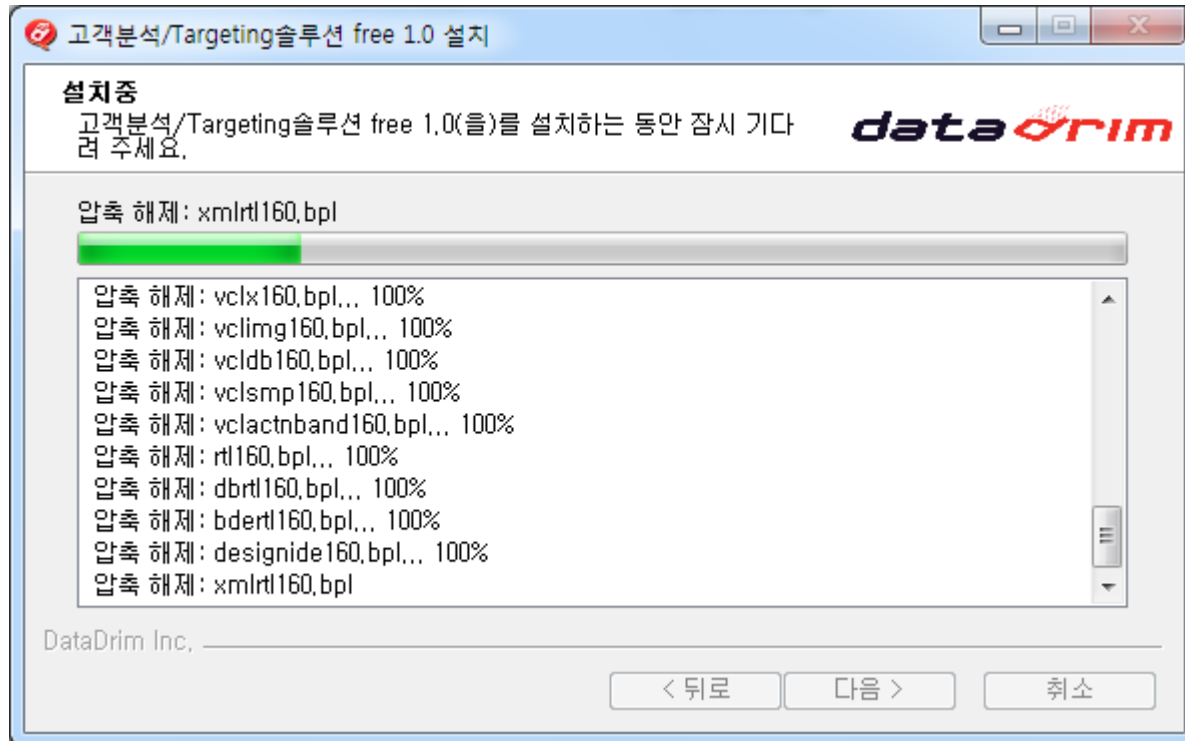 고객분석/Targeting솔루션 free 1.0 설치
설치중
고객분석/Targeting솔루션 free 1.0(을)를 설치하는 동안 잠시 기다
려 주세요.
datadrim
압축 해제: xmlrtl160.bpl
압축 해제: vclx160.bpl... 100%
압축 해제: vclimg160.bpl... 100%
압축 해제: vcldb160.bpl... 100%
압축 해제: vclsmp160.bpl... 100%
압축 해제: vclactnband160.bpl... 100%
압축 해제: rtl160.bpl... 100%
압축 해제: dbrtl160.bpl... 100%
압축 해제: bdertl160.bpl... 100%
압축 해제: designide160.bpl... 100%
압축 해제: xmlrtl160.bpl
DataDrim Inc.
< 뒤로
다음 >
취소